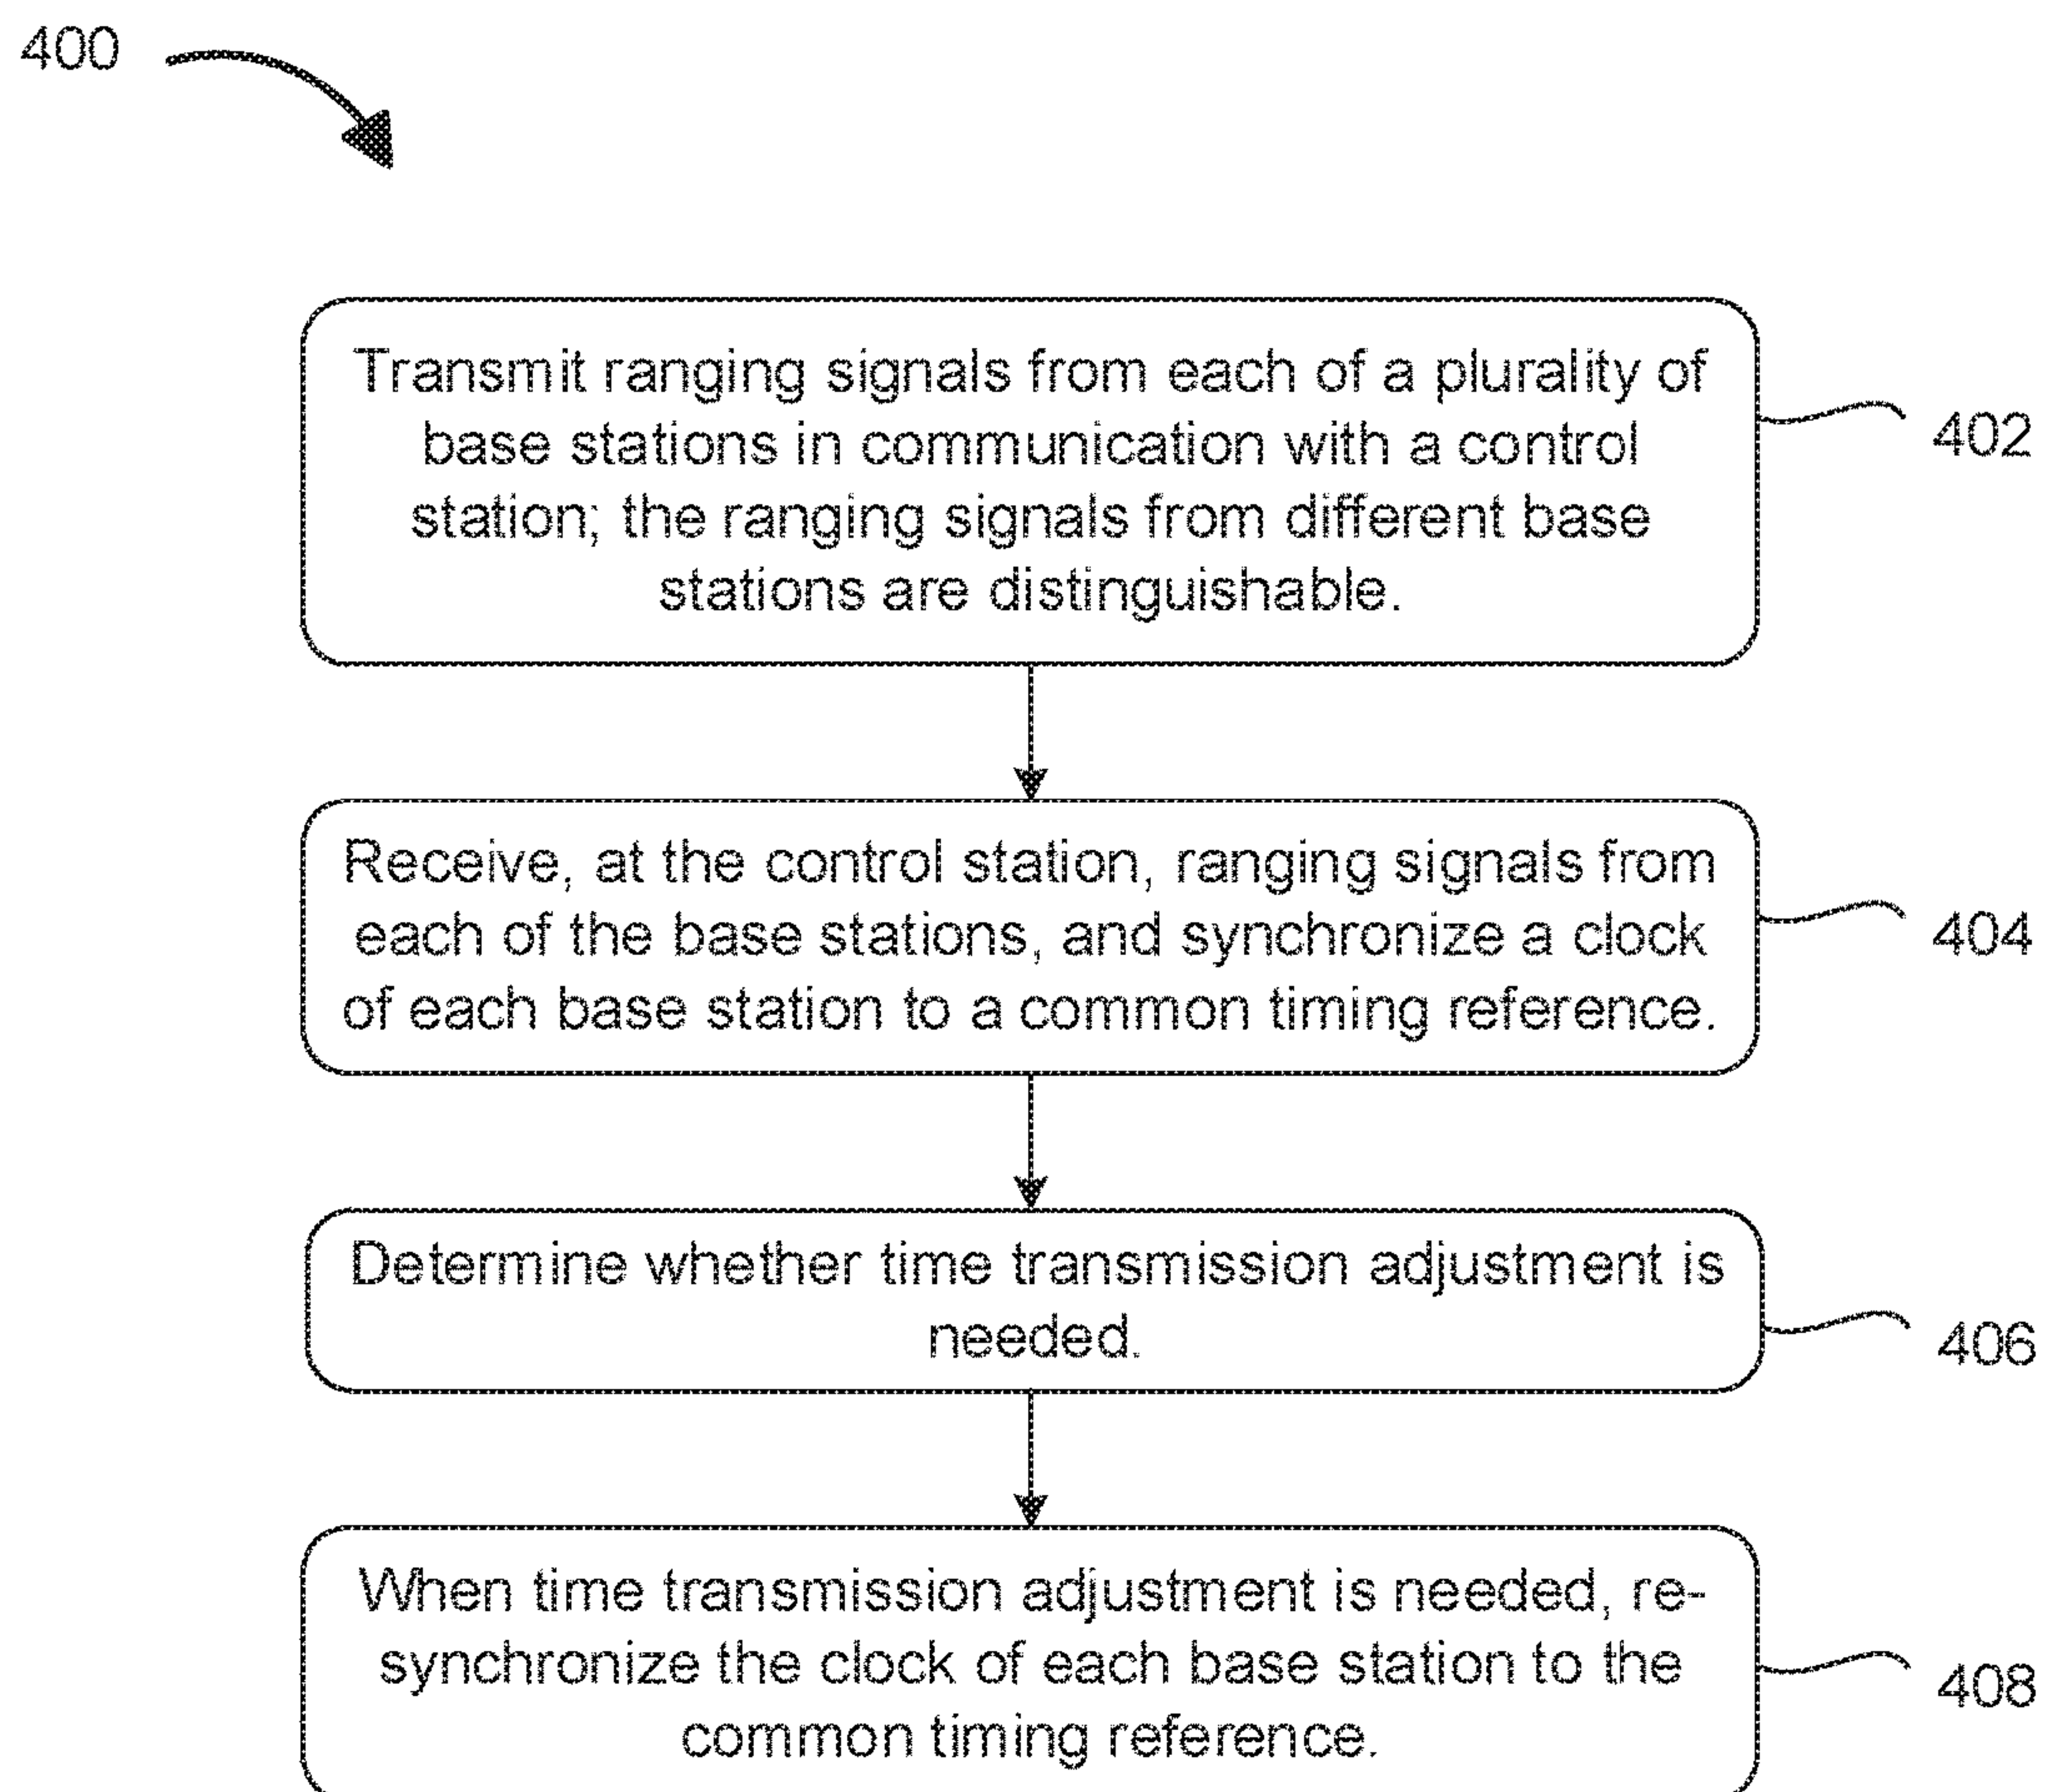 400
Transmit ranging signals from each of a plurality of
base stations in communication with a control
station; the ranging signals from different base
stations are distinguishable.
402
Receive, at the control station, ranging signals from
each of the base stations, and synchronize a clock
of each base station to a common timing reference.
404
Determine whether time transmission adjustment is
needed.
406
When time transmission adjustment is needed, re-
synchronize the clock of each base station to the
common timing reference.
408